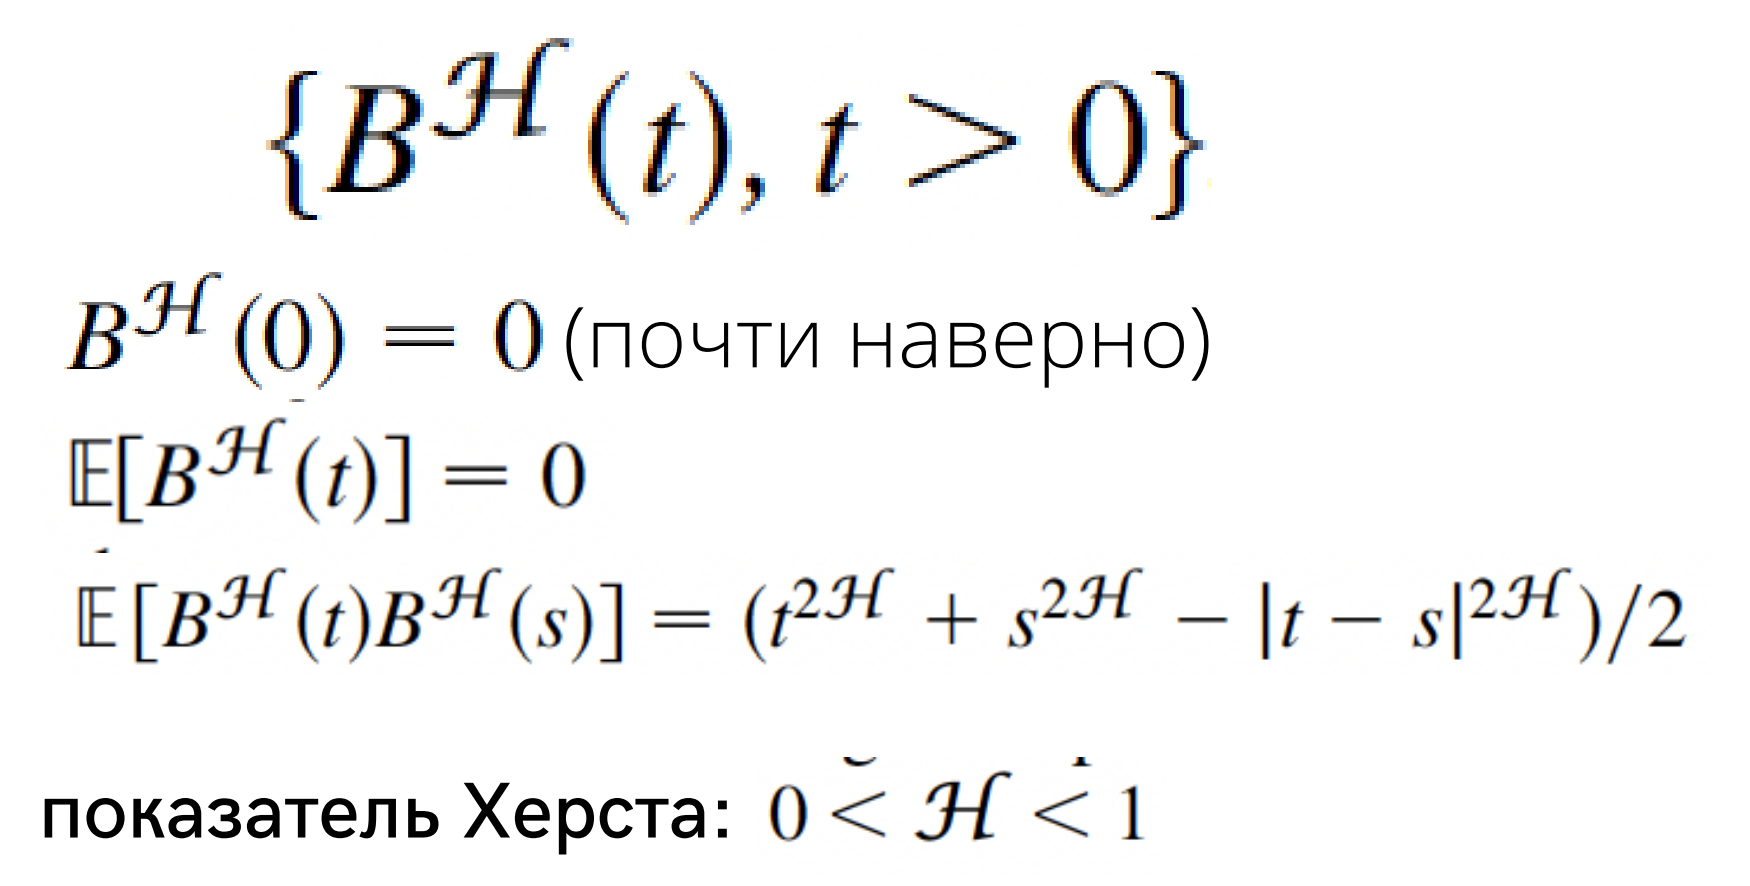 {B^ℋ(t), t > 0}
B^ℋ(0) = 0 (почти наверно)
𝔼[B^ℋ(t)] = 0
𝔼[B^ℋ(t)B^ℋ(s)] = (t^{2ℋ} + s^{2ℋ} − |t − s|^{2ℋ})/2
показатель Херста: 0 < ℋ < 1